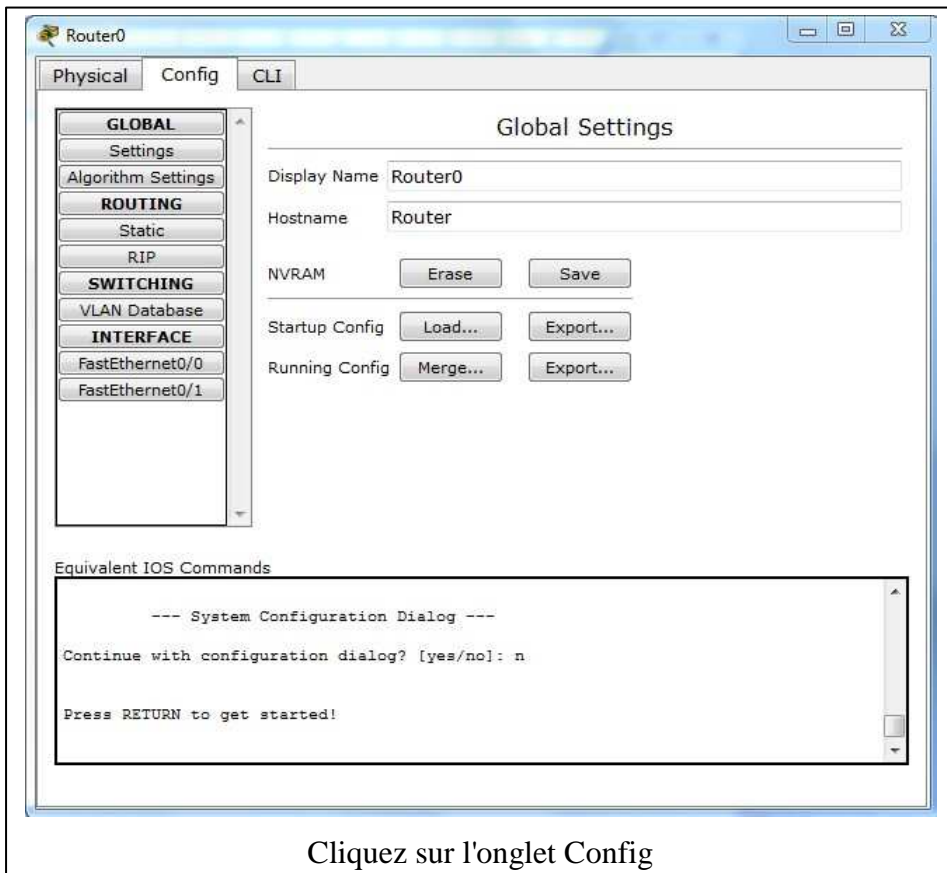 Router0
Physical Config CLI
GLOBAL
Settings
Algorithm Settings
ROUTING
Static
RIP
SWITCHING
VLAN Database
INTERFACE
FastEthernet0/0
FastEthernet0/1
Global Settings
Display Name Router0
Hostname Router
NVRAM Erase Save
Startup Config Load... Export...
Running Config Merge... Export...
Equivalent IOS Commands
--- System Configuration Dialog ---
Continue with configuration dialog? [yes/no]: n
Press RETURN to get started!
Cliquez sur l'onglet Config